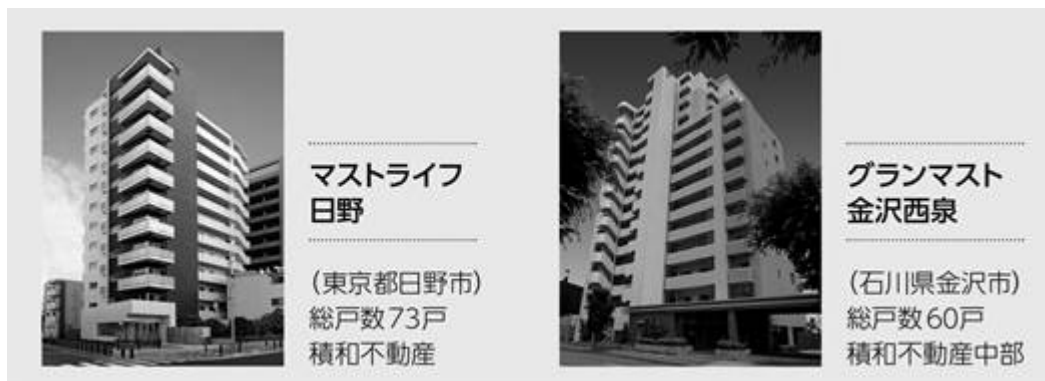 マストライフ
日野
(東京都日野市)
総戸数73戸
積和不動産
グランマスト
金沢西泉
(石川県金沢市)
総戸数60戸
積和不動産中部